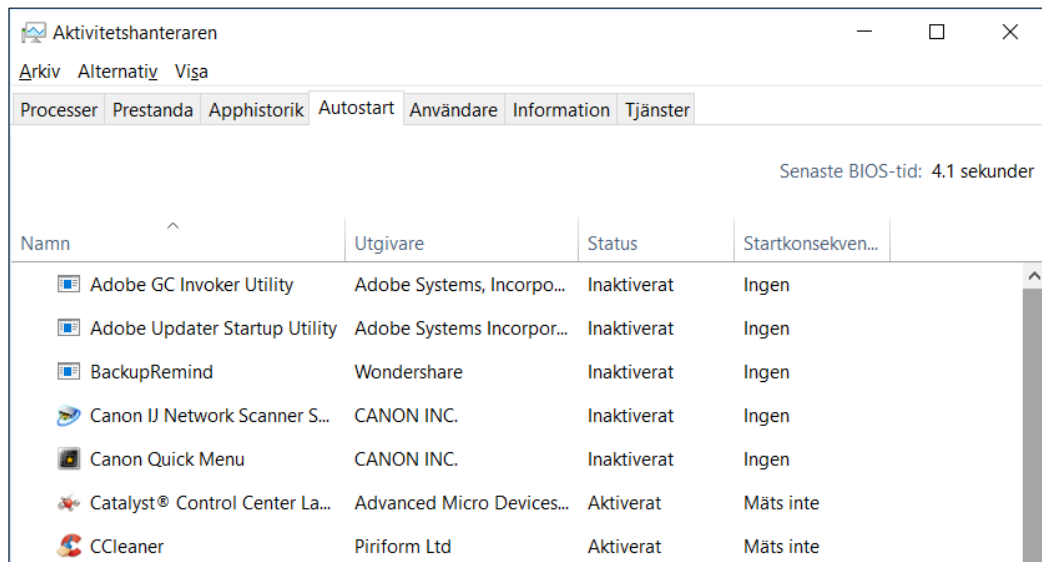 Aktivitetshanteraren
Arkiv Alternativ Visa
Processer Prestanda Apphistorik Autostart Användare Information Tjänster
Senaste BIOS-tid: 4.1 sekunder
Namn Utgivare Status Startkonsekven...
Adobe GC Invoker Utility Adobe Systems, Incorpo... Inaktiverat Ingen
Adobe Updater Startup Utility Adobe Systems Incorpor... Inaktiverat Ingen
BackupRemind Wondershare Inaktiverat Ingen
Canon IJ Network Scanner S... CANON INC. Inaktiverat Ingen
Canon Quick Menu CANON INC. Inaktiverat Ingen
Catalyst® Control Center La... Advanced Micro Devices... Aktiverat Mäts inte
CCleaner Piriform Ltd Aktiverat Mäts inte